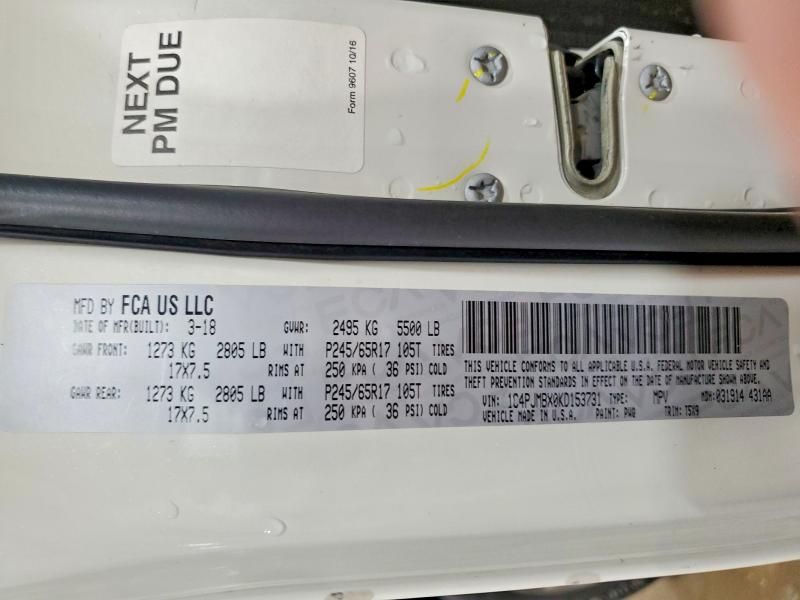 NEXT
PM DUE
Form 9607 10/16
MFD BY FCA US LLC
DATE OF MFR(BUILT): 3-18 GVWR: 2495 KG 5500 LB
GAWR FRONT: 1273 KG 2805 LB WITH P245/65R17 105T TIRES
17X7.5 RIMS AT 250 KPA ( 36 PSI) COLD
GAWR REAR: 1273 KG 2805 LB WITH P245/65R17 105T TIRES
17X7.5 RIMS AT 250 KPA ( 36 PSI) COLD
THIS VEHICLE CONFORMS TO ALL APPLICABLE U.S.A. FEDERAL MOTOR VEHICLE SAFETY AND
THEFT PREVENTION STANDARDS IN EFFECT ON THE DATE OF MANUFACTURE SHOWN ABOVE.
VIN: 1C4PJMBX0KD153731 TYPE: MPV MDH: 031914 431AA
VEHICLE MADE IN U.S.A. PAINT: PW8 TRIM: T5X9